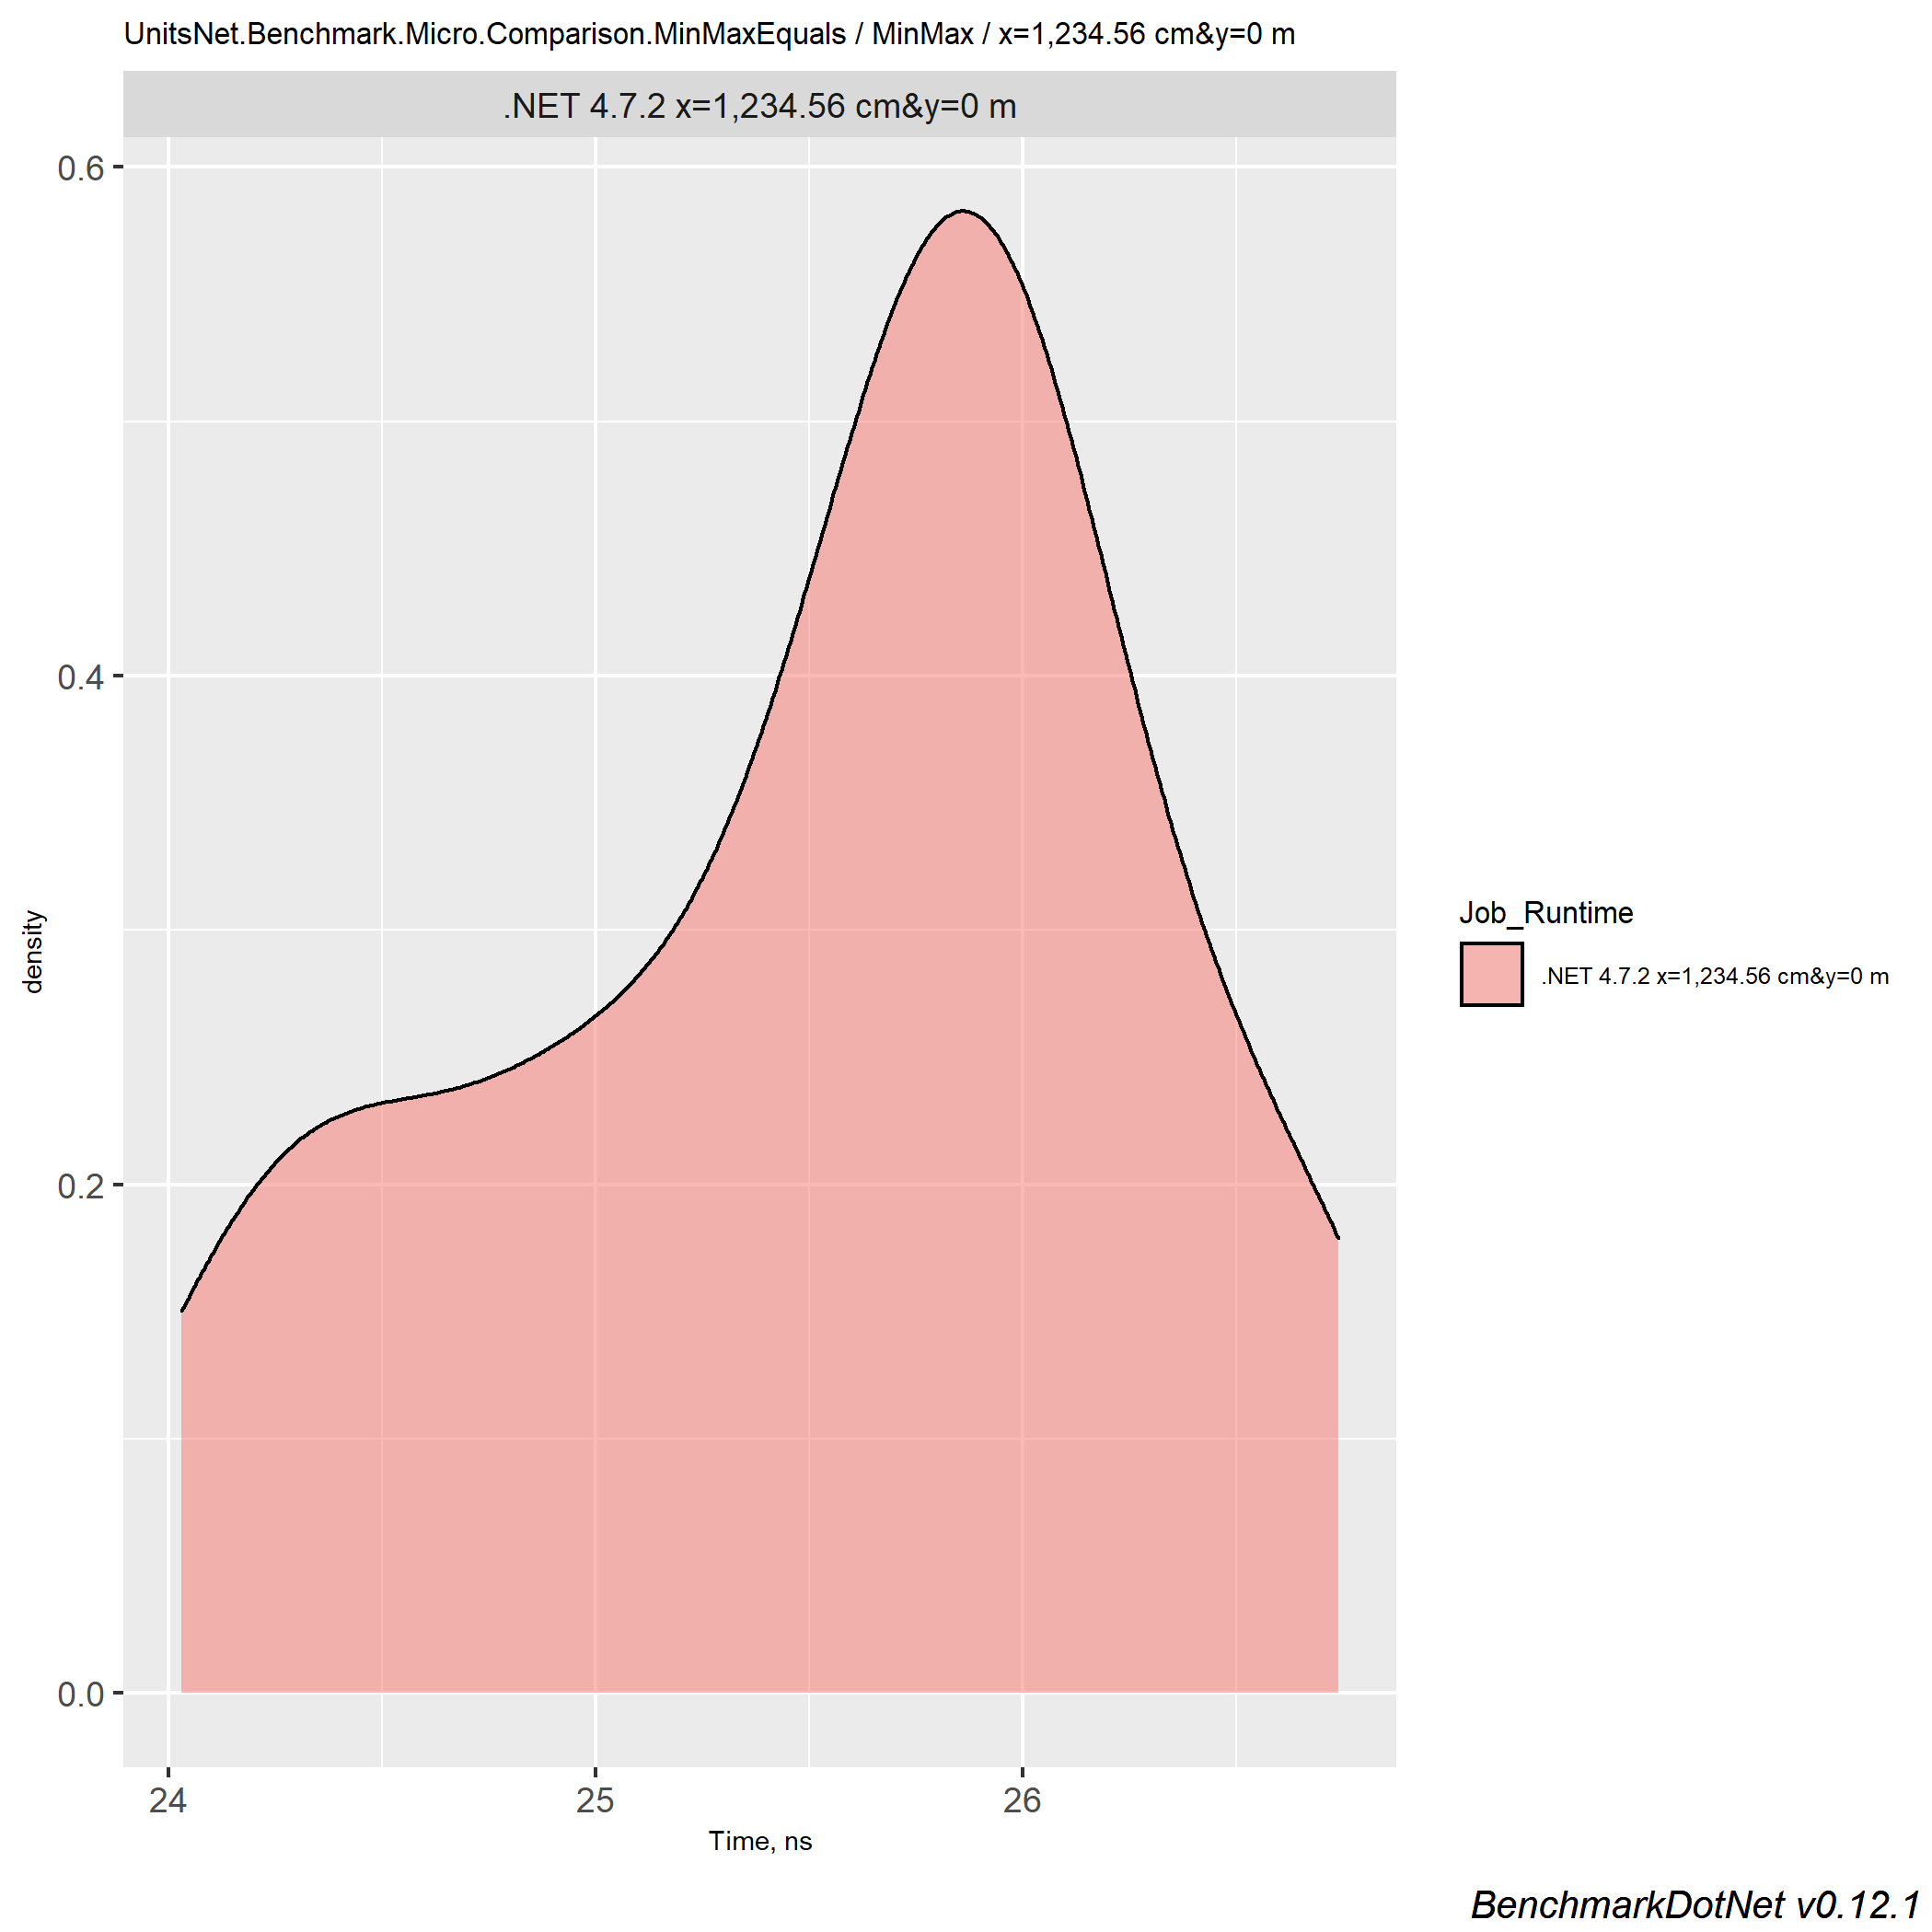 UnitsNet.Benchmark.Micro.Comparison.MinMaxEquals / MinMax / x=1,234.56 cm&y=0 m
.NET 4.7.2 x=1,234.56 cm&y=0 m
0.6
0.4
0.2
0.0
density
24 25 26
Time, ns
Job_Runtime
.NET 4.7.2 x=1,234.56 cm&y=0 m
BenchmarkDotNet v0.12.1